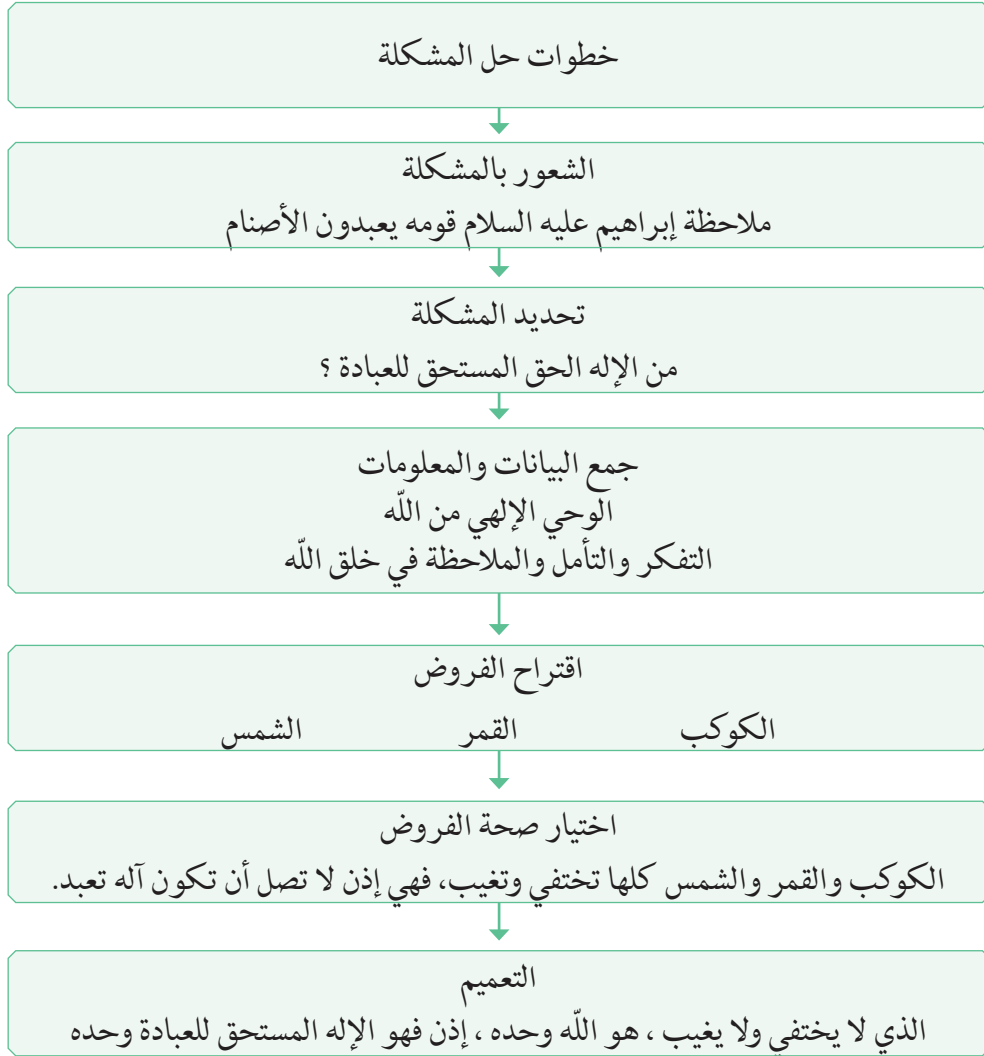 خطوات حل المشكلة
الشعور بالمشكلة
ملاحظة إبراهيم عليه السلام قومه يعبدون الأصنام
تحديد المشكلة
من الإله الحق المستحق للعبادة ؟
جمع البيانات والمعلومات
الوحي الإلهي من اللّه
التفكر والتأمل والملاحظة في خلق اللّه
اقتراح الفروض
الكوكب القمر الشمس
اختيار صحة الفروض
الكوكب والقمر والشمس كلها تختفي وتغيب، فهي إذن لا تصل أن تكون آله تعبد.
التعميم
الذي لا يختفي ولا يغيب ، هو اللّه وحده ، إذن فهو الإله المستحق للعبادة وحده